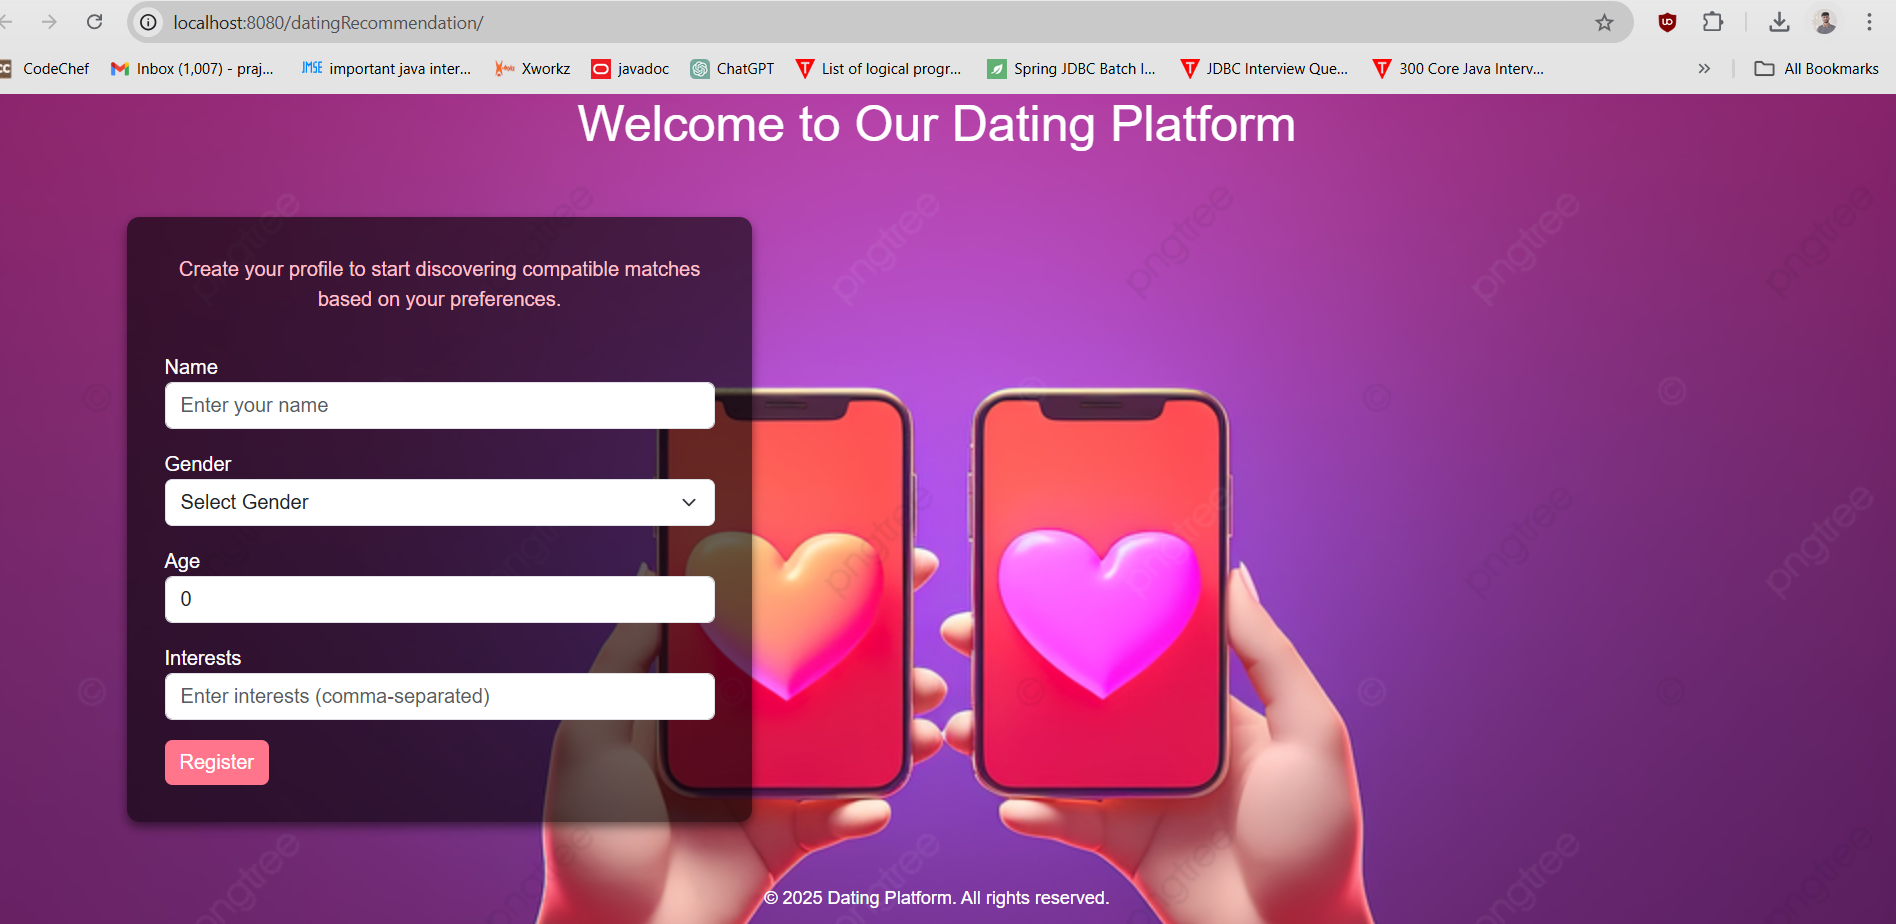 localhost:8080/datingRecommendation/
CodeChef
Inbox (1,007) - praj...
JMSE important java inter...
Xworkz
javadoc
ChatGPT
List of logical progr...
Spring JDBC Batch I...
JDBC Interview Que...
300 Core Java Interv...
»
All Bookmarks
Welcome to Our Dating Platform
Create your profile to start discovering compatible matches
based on your preferences.
Name
Enter your name
Gender
Select Gender
Age
0
Interests
Enter interests (comma-separated)
Register
© 2025 Dating Platform. All rights reserved.
pngtree